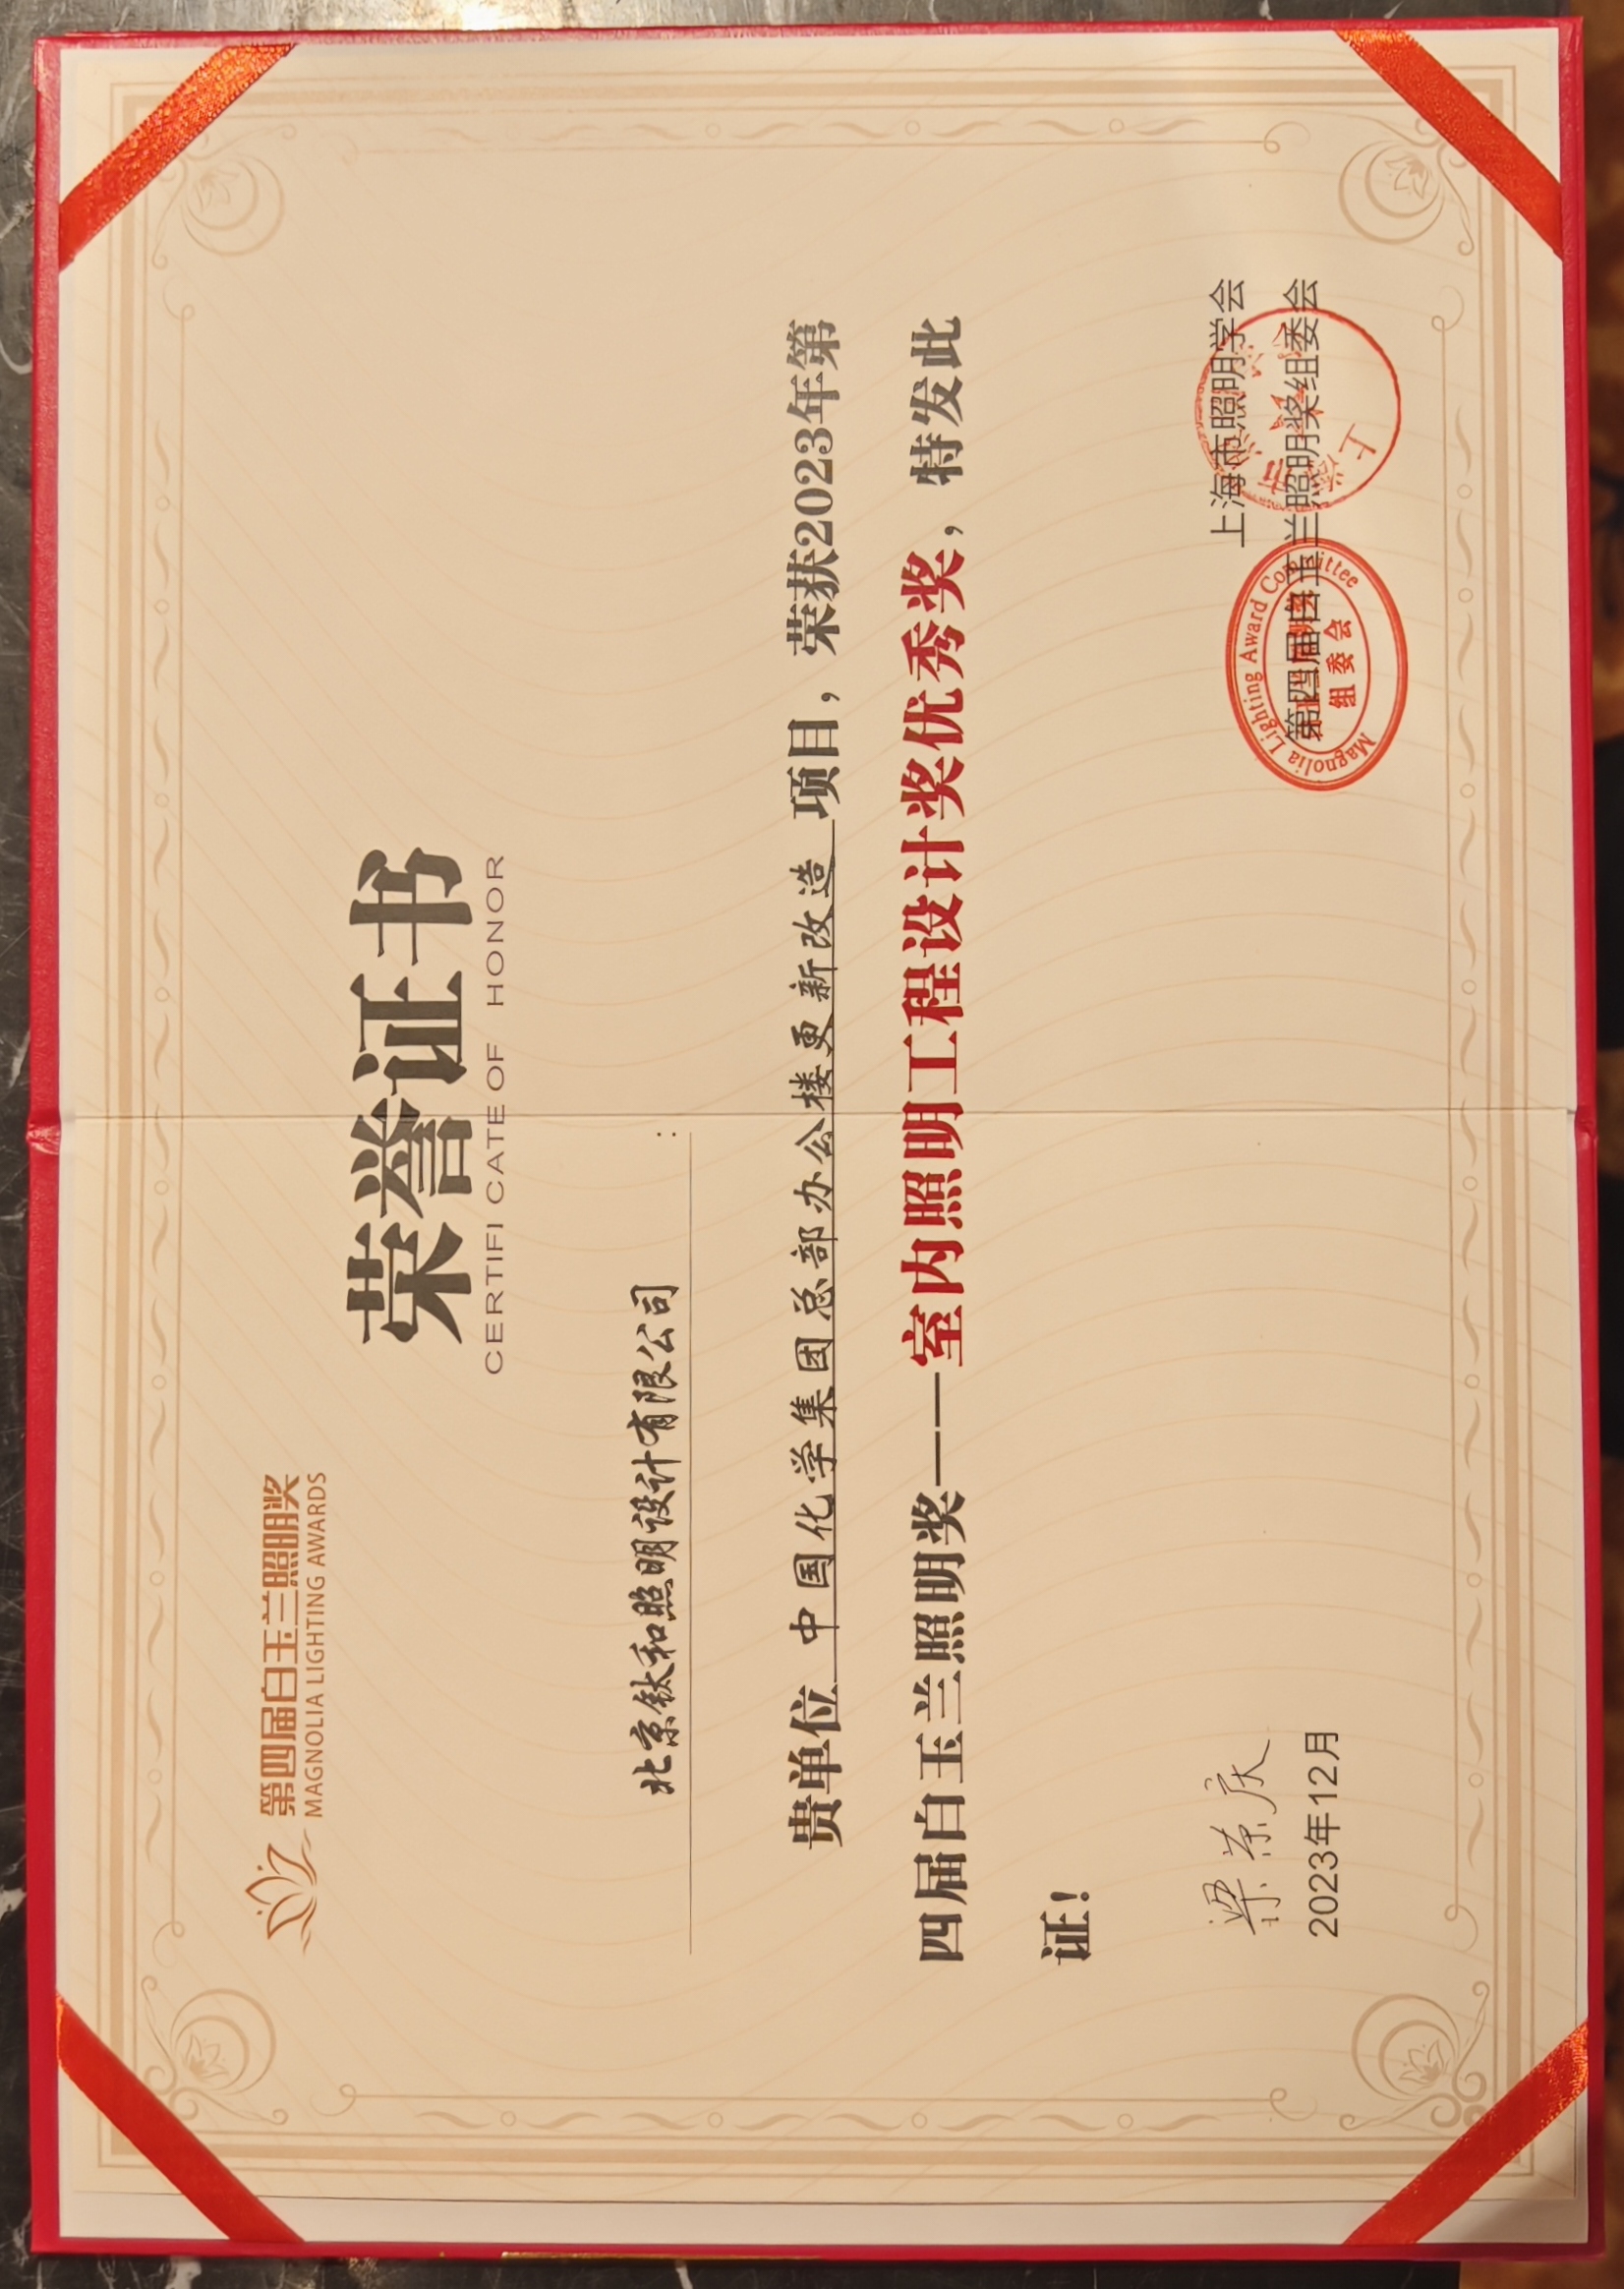 第四届白玉兰照明奖
MAGNOLIA LIGHTING AWARDS
荣誉证书
CERTIFICATE OF HONOR
北京钛和照明设计有限公司:
贵单位 中国化学集团总部办公楼更新改造 项目，荣获2023年第
四届白玉兰照明奖——室内照明工程设计奖优秀奖，特发此
证！
上海市照明学会
第四届白玉兰照明奖组委会
2023年12月
Magnolia Lighting Award Committee
组委会